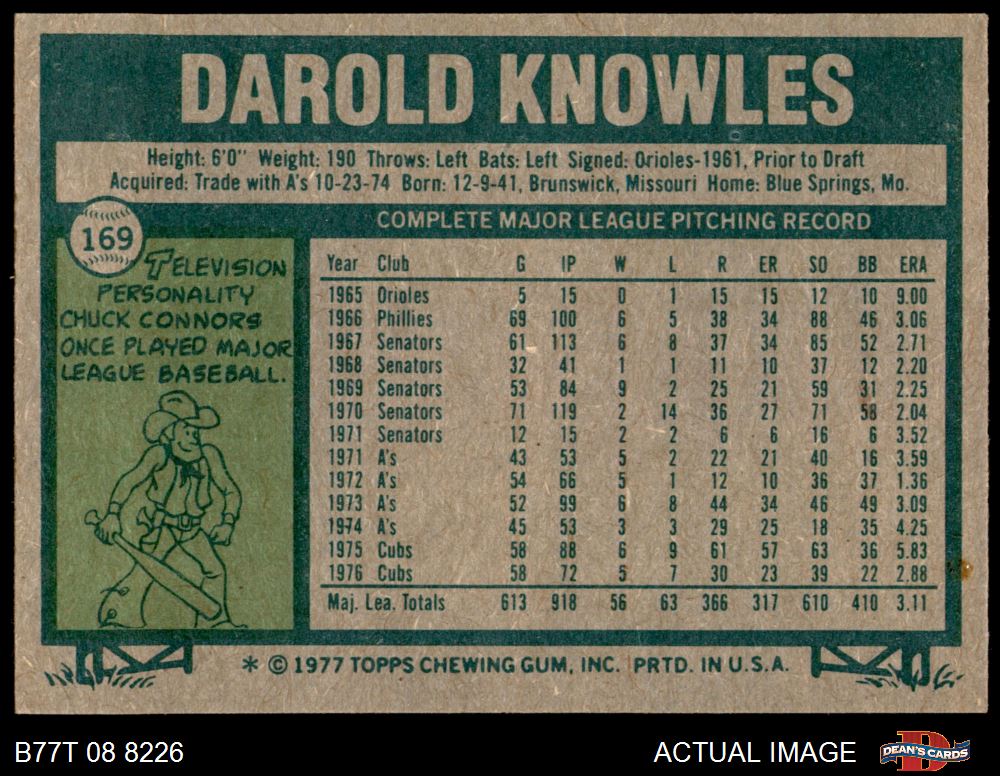 DAROLD KNOWLES
Height: 6'0" Weight: 190 Throws: Left Bats: Left Signed: Orioles-1961, Prior to Draft
Acquired: Trade with A's 10-23-74 Born: 12-9-41, Brunswick, Missouri Home: Blue Springs, Mo.
169
TELEVISION
PERSONALITY
CHUCK CONNORS
ONCE PLAYED MAJOR
LEAGUE BASEBALL.
COMPLETE MAJOR LEAGUE PITCHING RECORD
Year Club G IP W L R ER SO BB ERA
1965 Orioles 5 15 0 1 15 15 12 10 9.00
1966 Phillies 69 100 6 5 38 34 88 46 3.06
1967 Senators 61 113 6 8 37 34 85 52 2.71
1968 Senators 32 41 1 1 11 10 37 12 2.20
1969 Senators 53 84 9 2 25 21 59 31 2.25
1970 Senators 71 119 2 14 36 27 71 58 2.04
1971 Senators 12 15 2 2 6 6 16 6 3.52
1971 A's 43 53 5 2 22 21 40 16 3.59
1972 A's 54 66 5 1 12 10 36 37 1.36
1973 A's 52 99 6 8 44 34 46 49 3.09
1974 A's 45 53 3 3 29 25 18 35 4.25
1975 Cubs 58 88 6 9 61 57 63 36 5.83
1976 Cubs 58 72 5 7 30 23 39 22 2.88
Maj. Lea. Totals 613 918 56 63 366 317 610 410 3.11
* © 1977 TOPPS CHEWING GUM, INC. PRTD. IN U.S.A.
B77T 08 8226
ACTUAL IMAGE
DEAN'S CARDS